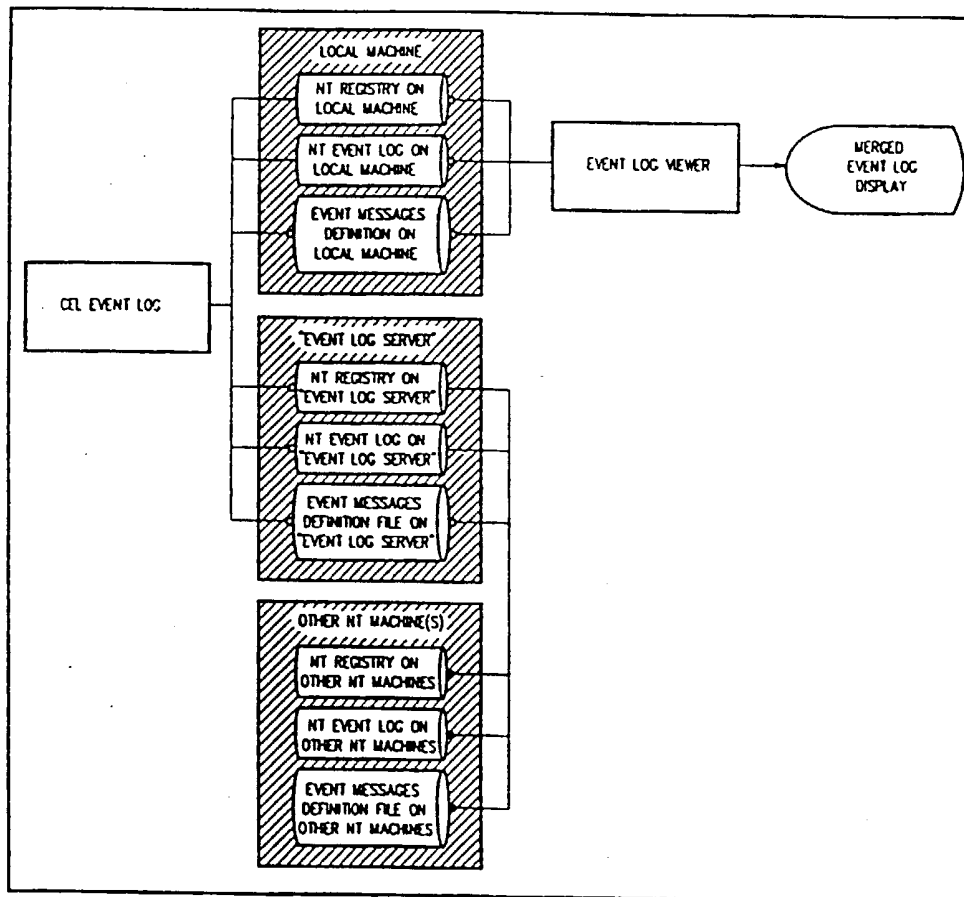 LOCAL MACHINE
NT REGISTRY ON
LOCAL MACHINE
NT EVENT LOG ON
LOCAL MACHINE
EVENT MESSAGES
DEFINITION ON
LOCAL MACHINE
EVENT LOG VIEWER
MERGED
EVENT LOG
DISPLAY
CEL EVENT LOG
"EVENT LOG SERVER"
NT REGISTRY ON
"EVENT LOG SERVER"
NT EVENT LOG ON
"EVENT LOG SERVER"
EVENT MESSAGES
DEFINITION FILE ON
"EVENT LOG SERVER"
OTHER NT MACHINE(S)
NT REGISTRY ON
OTHER NT MACHINES
NT EVENT LOG ON
OTHER NT MACHINES
EVENT MESSAGES
DEFINITION FILE ON
OTHER NT MACHINES